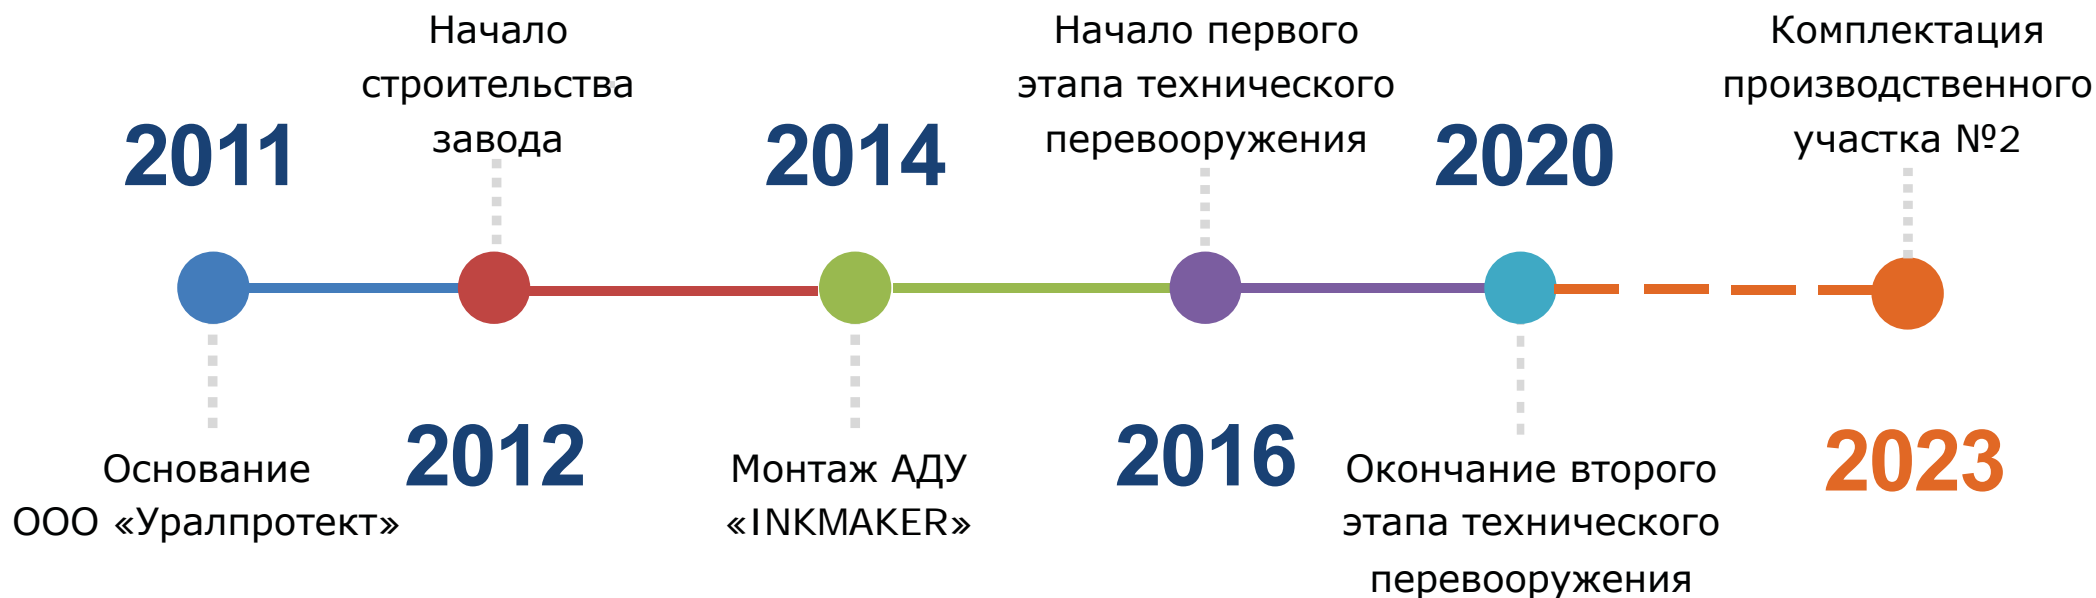 2011
Основание
ООО «Уралпротект»
Начало
строительства
завода
2012
2014
Монтаж АДУ
«INKMAKER»
Начало первого
этапа технического
перевооружения
2016
2020
Окончание второго
этапа технического
перевооружения
Комплектация
производственного
участка №2
2023